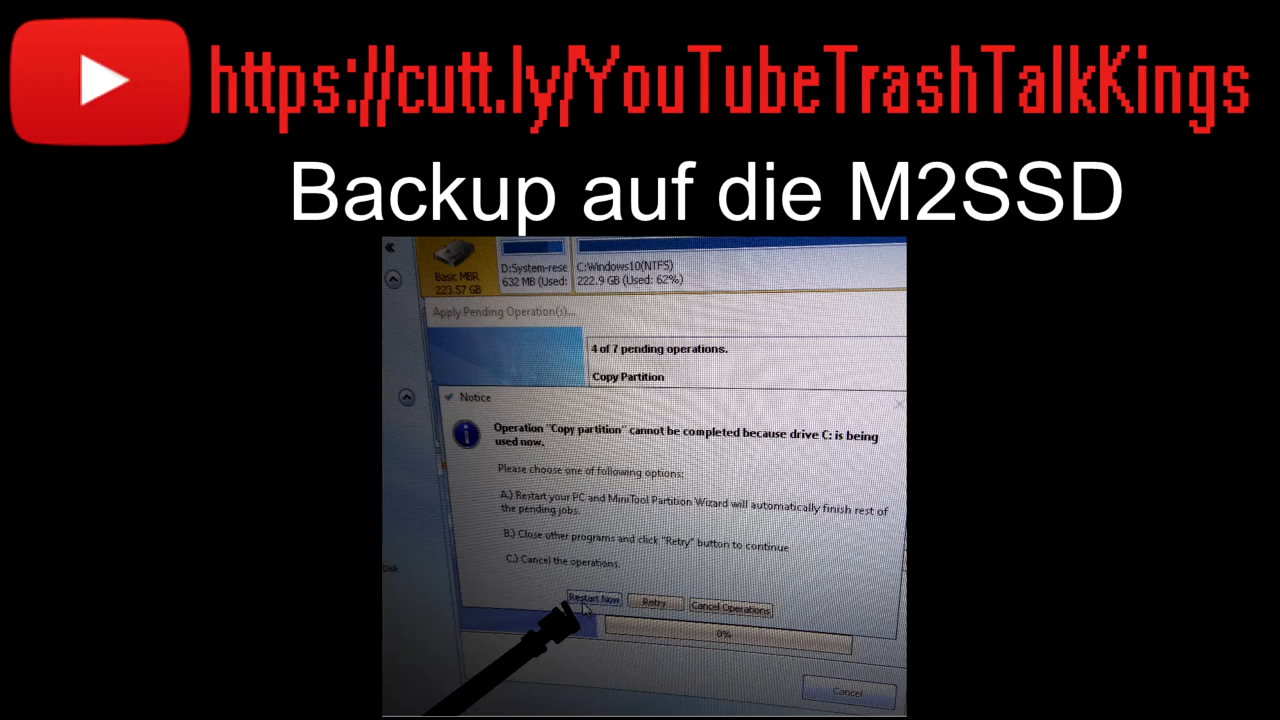 https://cutt.ly/YouTubeTrashTalkKings
Backup auf die M2SSD
Basic MBR
223.57 GB
D:System-rese
632 MB (Used:
C:Windows10(NTFS)
222.9 GB (Used: 62%)
Apply Pending Operation(s)...
4 of 7 pending operations.
Copy Partition
Notice
Operation "Copy partition" cannot be completed because drive C: is being
used now.
Please choose one of following options:
A.) Restart your PC and MiniTool Partition Wizard will automatically finish rest of
the pending jobs.
B.) Close other programs and click "Retry" button to continue
C.) Cancel the operations.
Disk
Restart Now
Retry
Cancel Operations
0%
Cancel